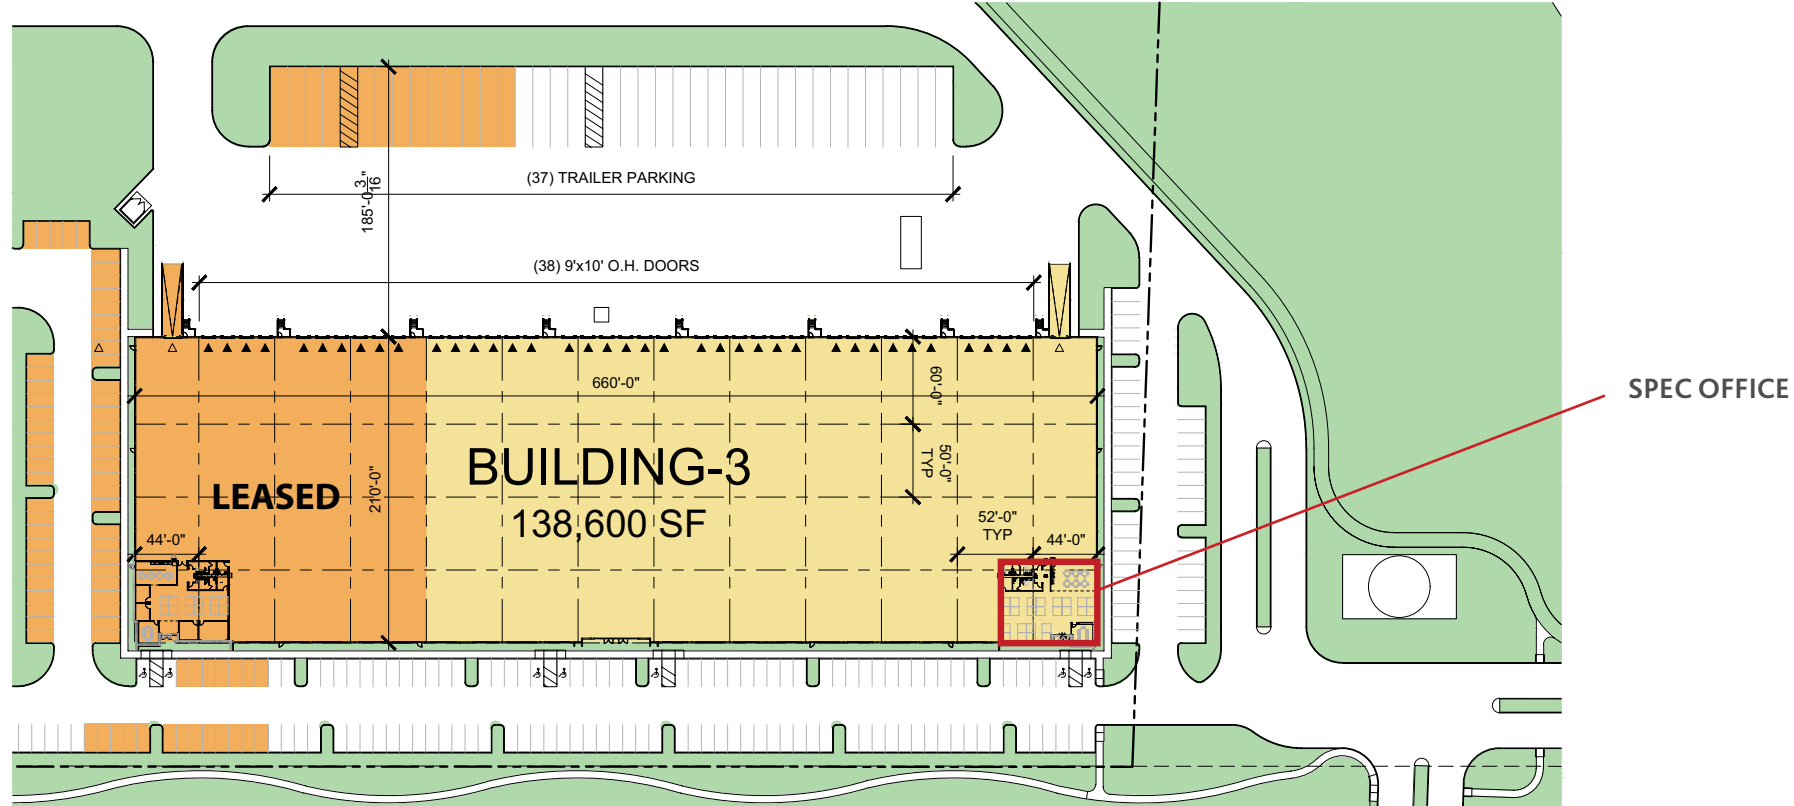 (37) TRAILER PARKING
185'-0 3/16"
(38) 9'x10' O.H. DOORS
660'-0"
60'-0"
SPEC OFFICE
BUILDING-3
138,600 SF
LEASED
210'-0"
50'-0"
TYP
52'-0"
TYP
44'-0"
44'-0"